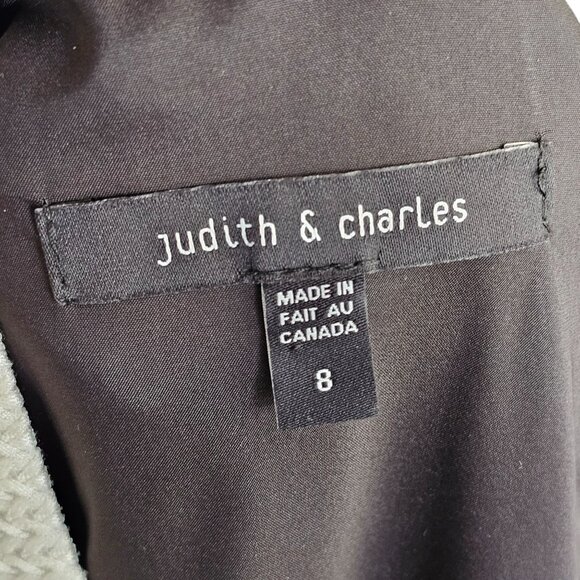 judith & charles
MADE IN
FAIT AU
CANADA
8